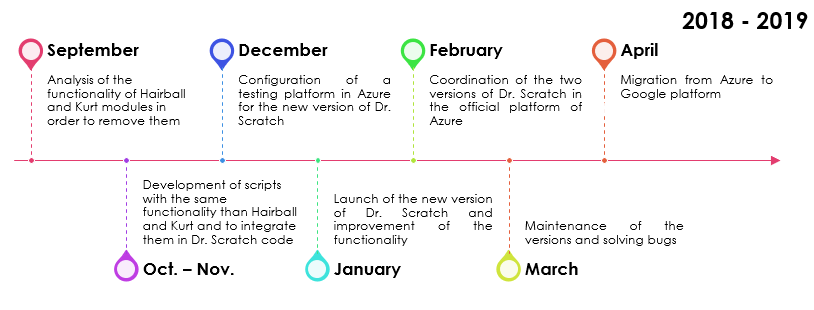 2018 - 2019
September
Analysis of the
functionality of Hairball
and Kurt modules in
order to remove them
December
Configuration of a
testing platform in Azure
for the new version of Dr.
Scratch
February
Coordination of the two
versions of Dr. Scratch in
the official platform of
Azure
April
Migration from Azure to
Google platform
Development of scripts
with the same
functionality than Hairball
and Kurt and to integrate
them in Dr. Scratch code
Oct. – Nov.
Launch of the new version
of Dr. Scratch and
improvement of the
functionality
January
Maintenance of the
versions and solving bugs
March